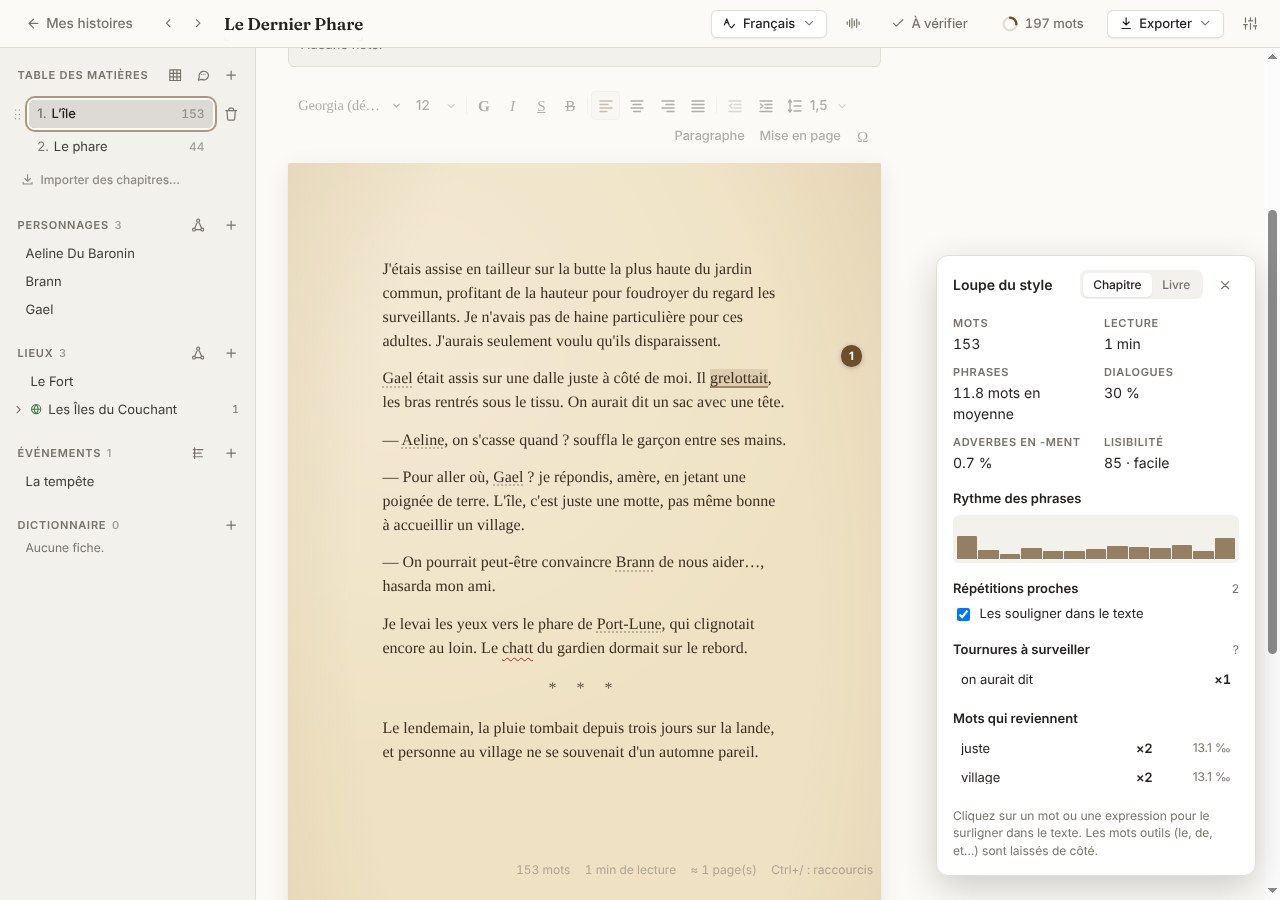 Mes histoires
Le Dernier Phare
Français
À vérifier
197 mots
Exporter
TABLE DES MATIÈRES
1. L'île 153
2. Le phare 44
Importer des chapitres...
PERSONNAGES 3
Aeline Du Baronin
Brann
Gael
LIEUX 3
Le Fort
Les Îles du Couchant 1
ÉVÉNEMENTS 1
La tempête
DICTIONNAIRE 0
Aucune fiche.
Georgia (dé… 12 G I S B 1,5
Paragraphe Mise en page Ω
J'étais assise en tailleur sur la butte la plus haute du jardin
commun, profitant de la hauteur pour foudroyer du regard les
surveillants. Je n'avais pas de haine particulière pour ces
adultes. J'aurais seulement voulu qu'ils disparaissent.
1
Gael était assis sur une dalle juste à côté de moi. Il grelottait,
les bras rentrés sous le tissu. On aurait dit un sac avec une tête.
— Aeline, on s'casse quand ? souffla le garçon entre ses mains.
— Pour aller où, Gael ? je répondis, amère, en jetant une
poignée de terre. L'île, c'est juste une motte, pas même bonne
à accueillir un village.
— On pourrait peut-être convaincre Brann de nous aider…,
hasarda mon ami.
Je levai les yeux vers le phare de Port-Lune, qui clignotait
encore au loin. Le chatt du gardien dormait sur le rebord.
* * *
Le lendemain, la pluie tombait depuis trois jours sur la lande,
et personne au village ne se souvenait d'un automne pareil.
153 mots 1 min de lecture ≈ 1 page(s) Ctrl+/ : raccourcis
Loupe du style Chapitre Livre
MOTS LECTURE
153 1 min
PHRASES DIALOGUES
11.8 mots en 30 %
moyenne
ADVERBES EN -MENT LISIBILITÉ
0.7 % 85 · facile
Rythme des phrases
Répétitions proches 2
Les souligner dans le texte
Tournures à surveiller ?
on aurait dit ×1
Mots qui reviennent
juste ×2 13.1 ‰
village ×2 13.1 ‰
Cliquez sur un mot ou une expression pour le
surligner dans le texte. Les mots outils (le, de,
et…) sont laissés de côté.